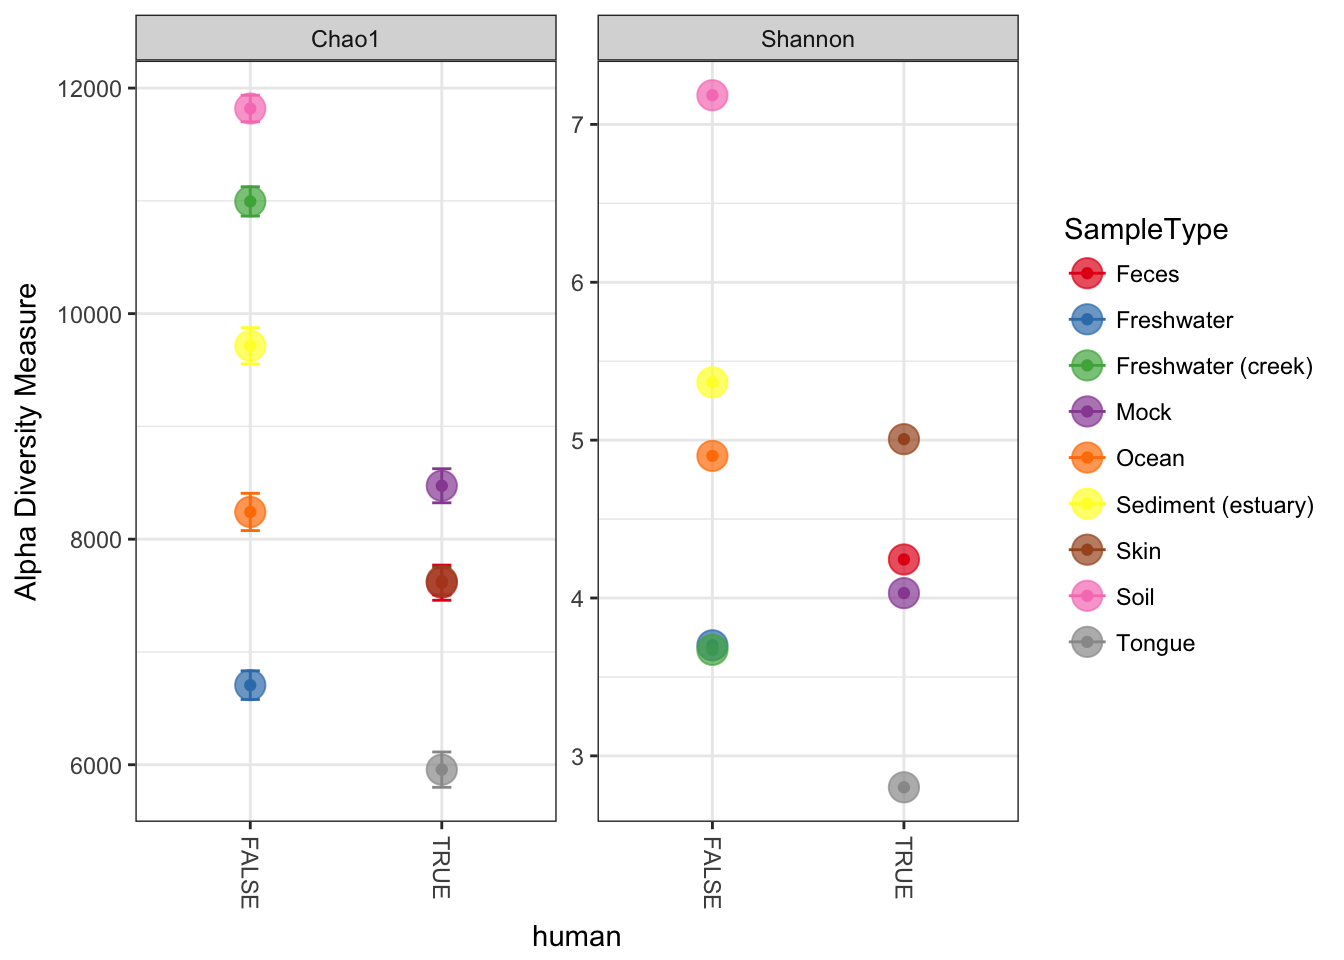 Chao1
Shannon
Alpha Diversity Measure
12000
10000
8000
6000
7
6
5
4
3
FALSE
TRUE
FALSE
TRUE
human
SampleType
Feces
Freshwater
Freshwater (creek)
Mock
Ocean
Sediment (estuary)
Skin
Soil
Tongue